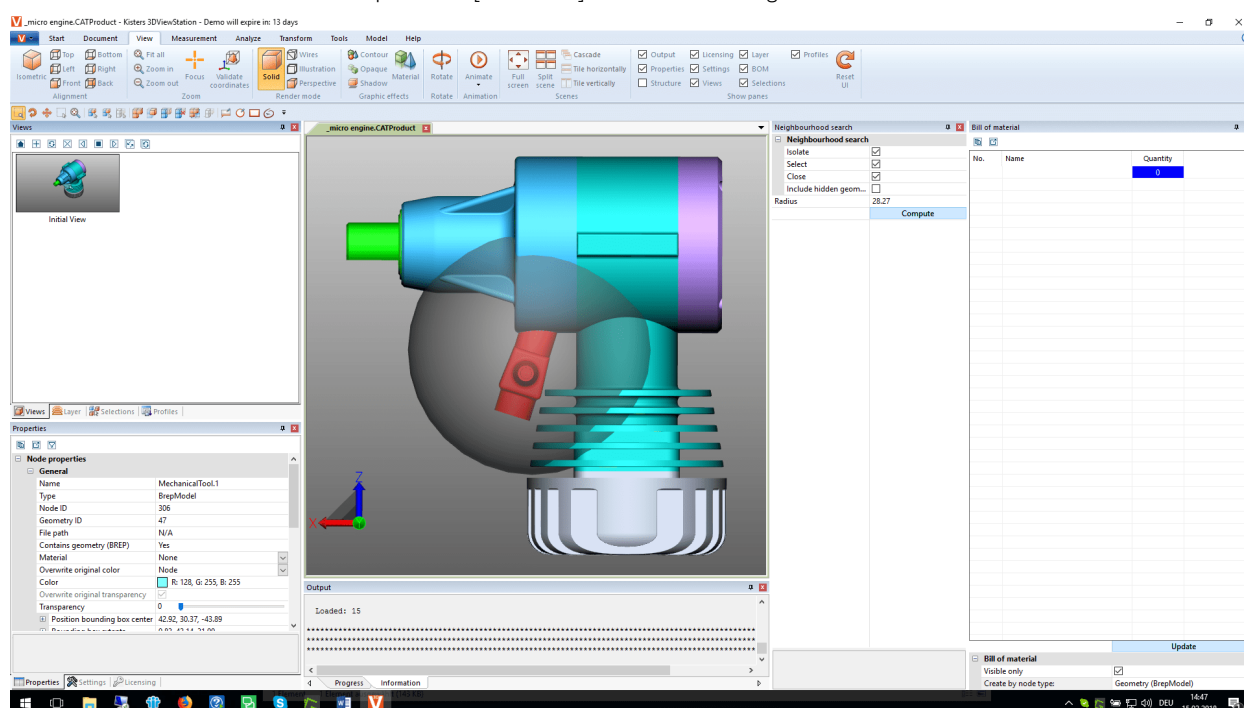 _micro engine.CATProduct - Kisters 3DViewStation - Demo will expire in: 13 days
Start Document View Measurement Analyze Transform Tools Model Help
Top Bottom Fit all Wires Contour Cascade Output Licensing Layer Profiles
Left Right Zoom in Illustration Opaque Tile horizontally Properties Settings BOM
Front Back Zoom out Perspective Shadow Tile vertically Structure Views Selections
Isometric Focus Validate coordinates Solid Material Rotate Animate Full screen Split scene Reset UI
Alignment Zoom Render mode Graphic effects Rotate Animation Scenes Show panes
Views
Initial View
Views Layer Selections Profiles
Properties
Node properties
General
Name MechanicalTool.1
Type BrepModel
Node ID 306
Geometry ID 47
File path N/A
Contains geometry (BREP) Yes
Material None
Overwrite original color Node
Color R: 128, G: 255, B: 255
Overwrite original transparency
Transparency 0
Position bounding box center 42.92, 30.37, -43.89
Properties Settings Licensing
_micro engine.CATProduct
Z
X
Output
Loaded: 15
********************************************************************************
********************************************************************************
********************************************************************************
Progress Information
Neighbourhood search
Neighbourhood search
Isolate
Select
Close
Include hidden geom...
Radius 28.27
Compute
Bill of material
No. Name Quantity
0
Update
Bill of material
Visible only
Create by node type: Geometry (BrepModel)
DEU
14:47